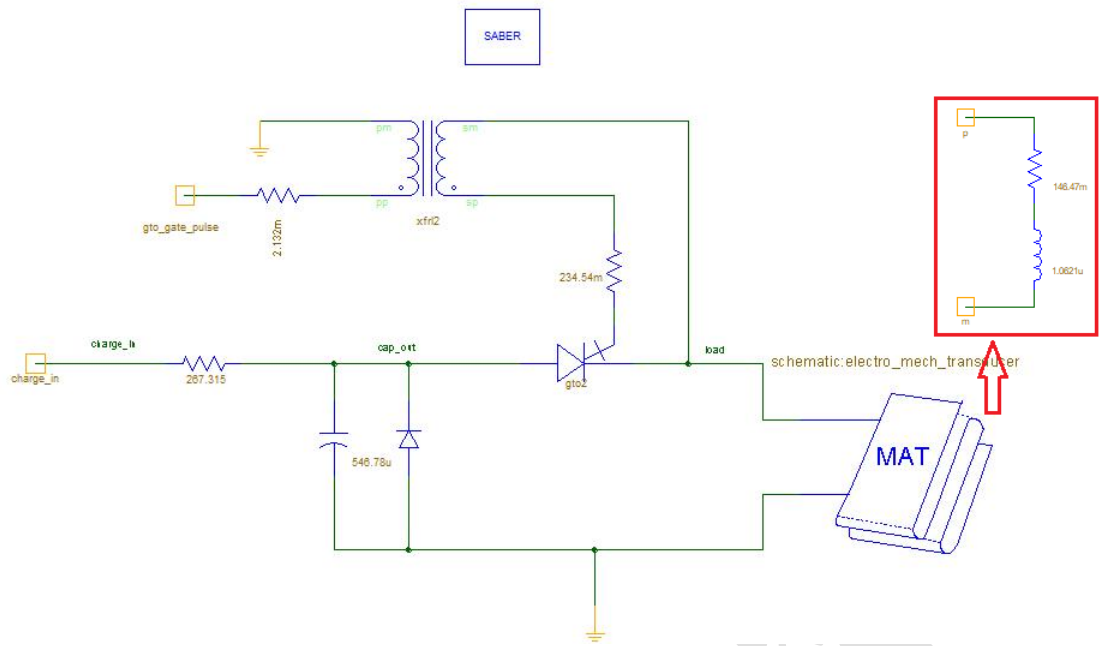 SABER
pm
sm
p
146.47m
pp
sp
gto_gate_pulse
2.132m
xfrl2
1.0621u
234.54m
m
charge_in
cap_out
load
schematic:electro_mech_transducer
charge_in
267.315
gto2
546.78u
MAT